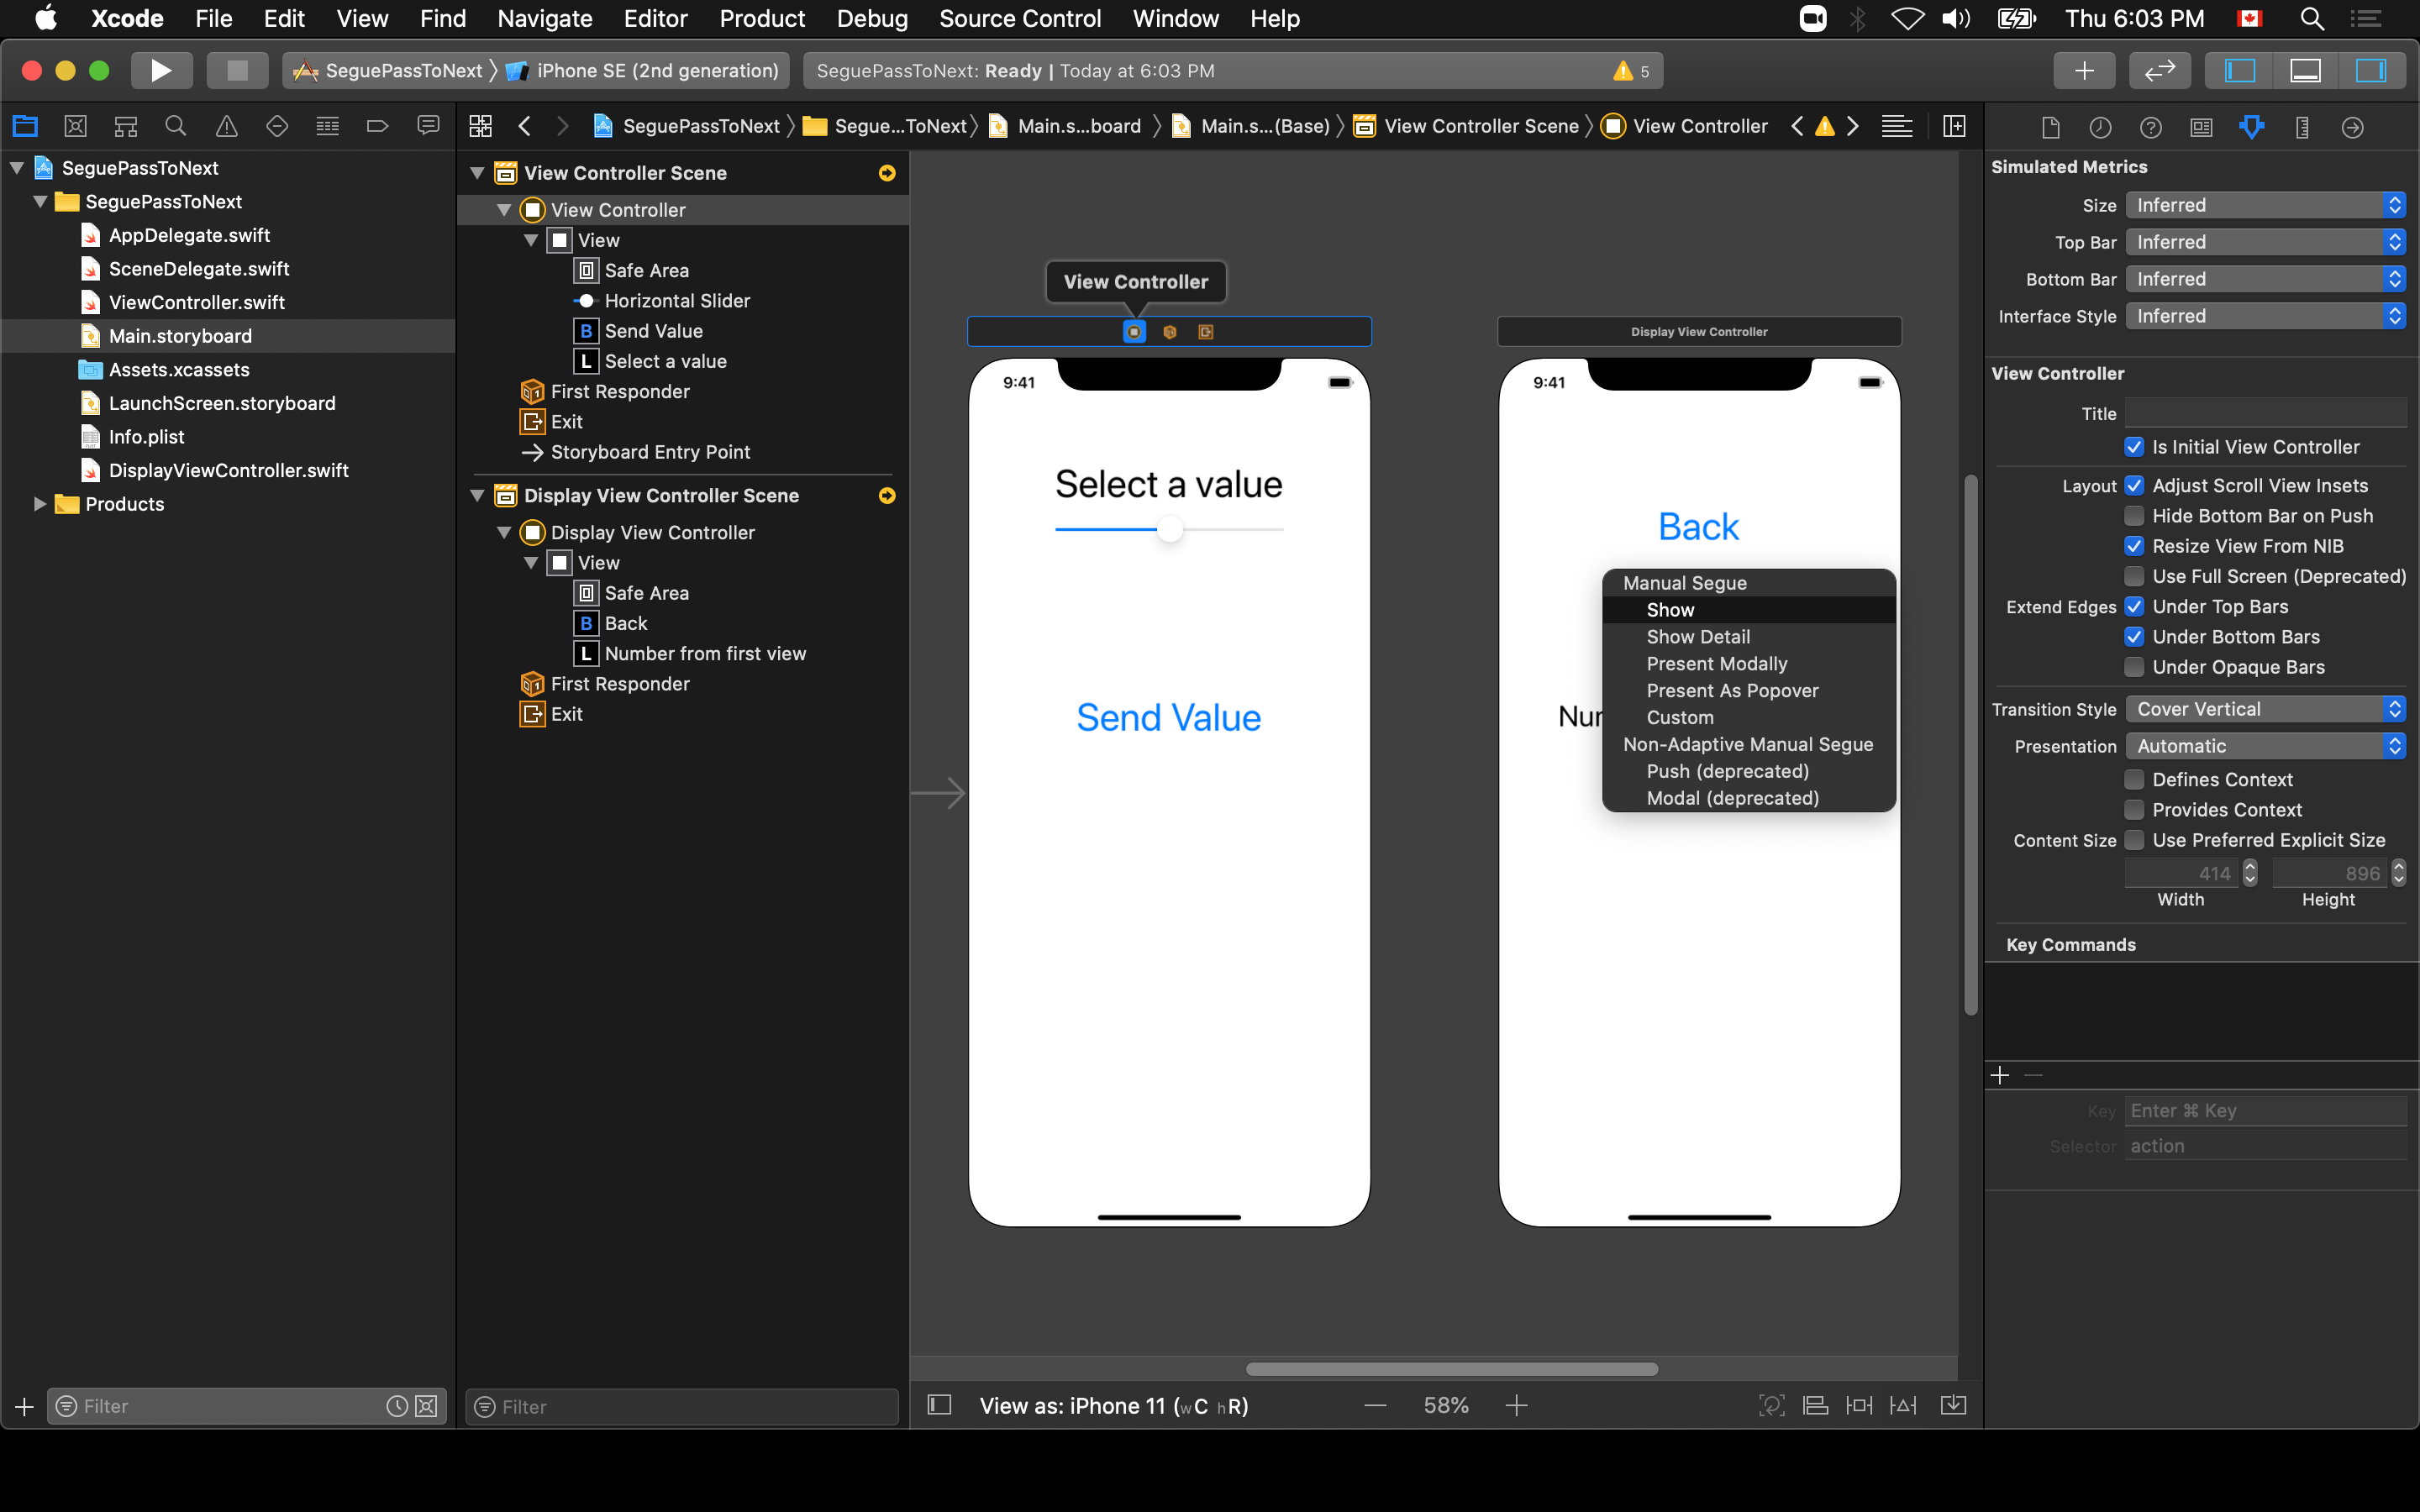 Xcode File Edit View Find Navigate Editor Product Debug Source Control Window Help Thu 6:03 PM
SeguePassToNext iPhone SE (2nd generation) SeguePassToNext: Ready | Today at 6:03 PM 5
SeguePassToNext Segue...ToNext Main.s...board Main.s...(Base) View Controller Scene View Controller
SeguePassToNext
SeguePassToNext
AppDelegate.swift
SceneDelegate.swift
ViewController.swift
Main.storyboard
Assets.xcassets
LaunchScreen.storyboard
Info.plist
DisplayViewController.swift
Products
Filter
View Controller Scene
View Controller
View
Safe Area
Horizontal Slider
B Send Value
L Select a value
First Responder
Exit
Storyboard Entry Point
Display View Controller Scene
Display View Controller
View
Safe Area
B Back
L Number from first view
First Responder
Exit
Filter
View Controller
9:41
Select a value
Send Value
Display View Controller
9:41
Back
Nur
Manual Segue
Show
Show Detail
Present Modally
Present As Popover
Custom
Non-Adaptive Manual Segue
Push (deprecated)
Modal (deprecated)
View as: iPhone 11 (wC hR) 58%
Simulated Metrics
Size Inferred
Top Bar Inferred
Bottom Bar Inferred
Interface Style Inferred
View Controller
Title
Is Initial View Controller
Layout Adjust Scroll View Insets
Hide Bottom Bar on Push
Resize View From NIB
Use Full Screen (Deprecated)
Extend Edges Under Top Bars
Under Bottom Bars
Under Opaque Bars
Transition Style Cover Vertical
Presentation Automatic
Defines Context
Provides Context
Content Size Use Preferred Explicit Size
414 896
Width Height
Key Commands
Key Enter ⌘ Key
Selector action